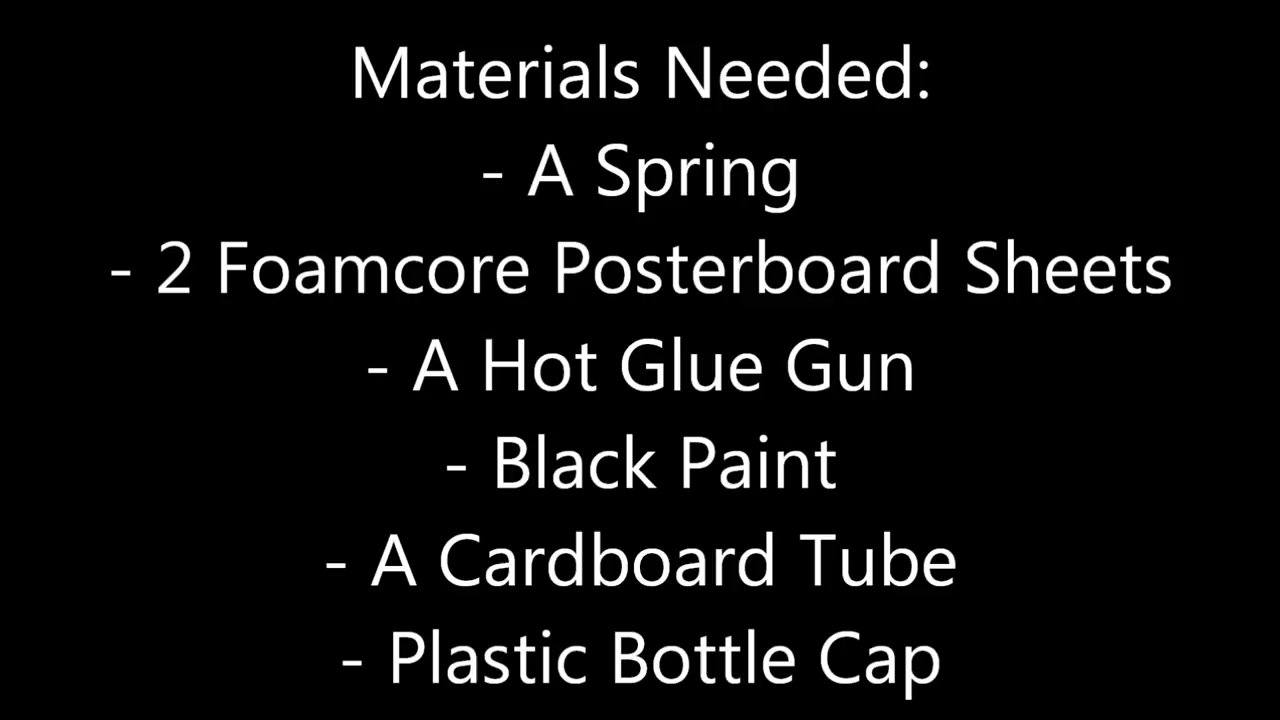 Materials Needed:
- A Spring
- 2 Foamcore Posterboard Sheets
- A Hot Glue Gun
- Black Paint
- A Cardboard Tube
- Plastic Bottle Cap